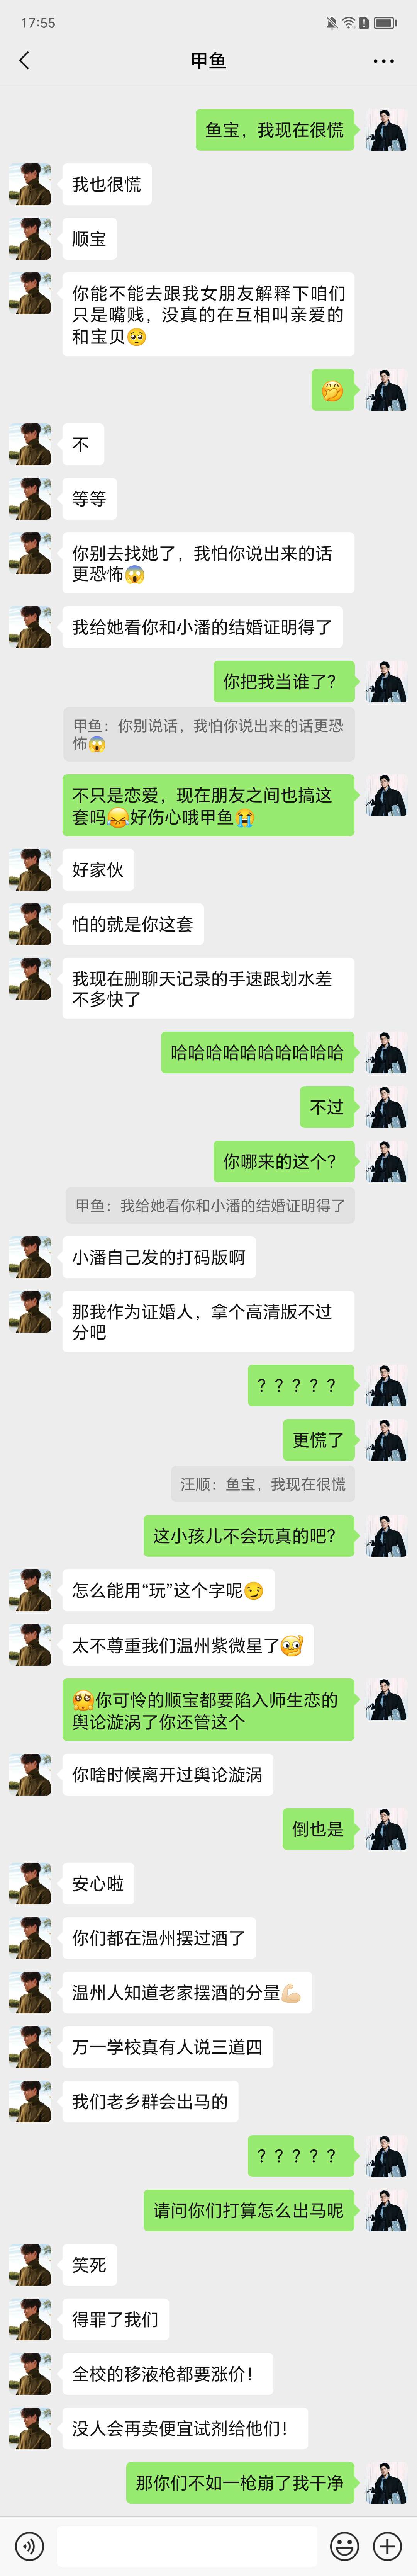 17:55
甲鱼
鱼宝，我现在很慌
我也很慌
顺宝
你能不能去跟我女朋友解释下咱们
只是嘴贱，没真的在互相叫亲爱的
和宝贝🥺
🤭
不
等等
你别去找她了，我怕你说出来的话
更恐怖😱
我给她看你和小潘的结婚证明得了
你把我当谁了？
甲鱼：你别说话，我怕你说出来的话更恐
怖😱
不只是恋爱，现在朋友之间也搞这
套吗😹好伤心哦甲鱼😭
好家伙
怕的就是你这套
我现在删聊天记录的手速跟划水差
不多快了
哈哈哈哈哈哈哈哈哈哈
不过
你哪来的这个？
甲鱼：我给她看你和小潘的结婚证明得了
小潘自己发的打码版啊
那我作为证婚人，拿个高清版不过
分吧
？？？？？
更慌了
汪顺：鱼宝，我现在很慌
这小孩儿不会玩真的吧？
怎么能用“玩”这个字呢😏
太不尊重我们温州紫微星了🫣
🥺你可怜的顺宝都要陷入师生恋的
舆论漩涡了你还管这个
你啥时候离开过舆论漩涡
倒也是
安心啦
你们都在温州摆过酒了
温州人知道老家摆酒的分量💪🏻
万一学校真有人说三道四
我们老乡群会出马的
？？？？？
请问你们打算怎么出马呢
笑死
得罪了我们
全校的移液枪都要涨价！
没人会再卖便宜试剂给他们！
那你们不如一枪崩了我干净